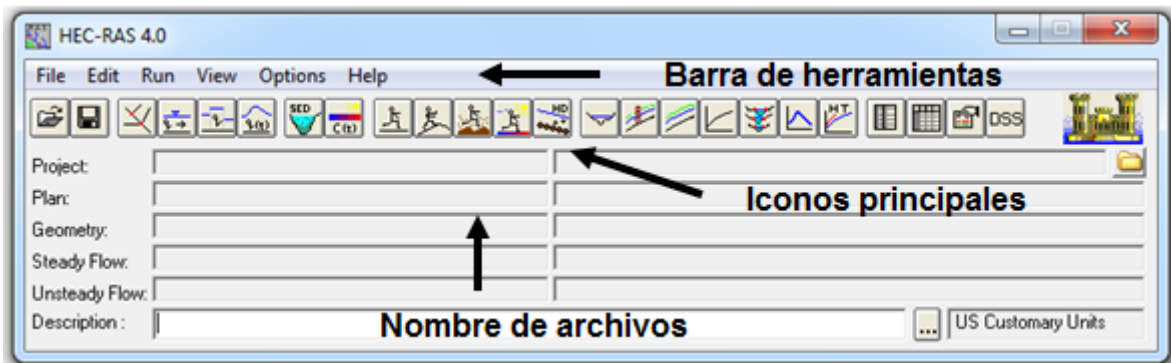 HEC-RAS 4.0
File Edit Run View Options Help Barra de herramientas
SED HD H.T.
(t) C(t) DSS
Project:
Plan: Iconos principales
Geometry:
Steady Flow:
Unsteady Flow:
Description : Nombre de archivos ... US Customary Units